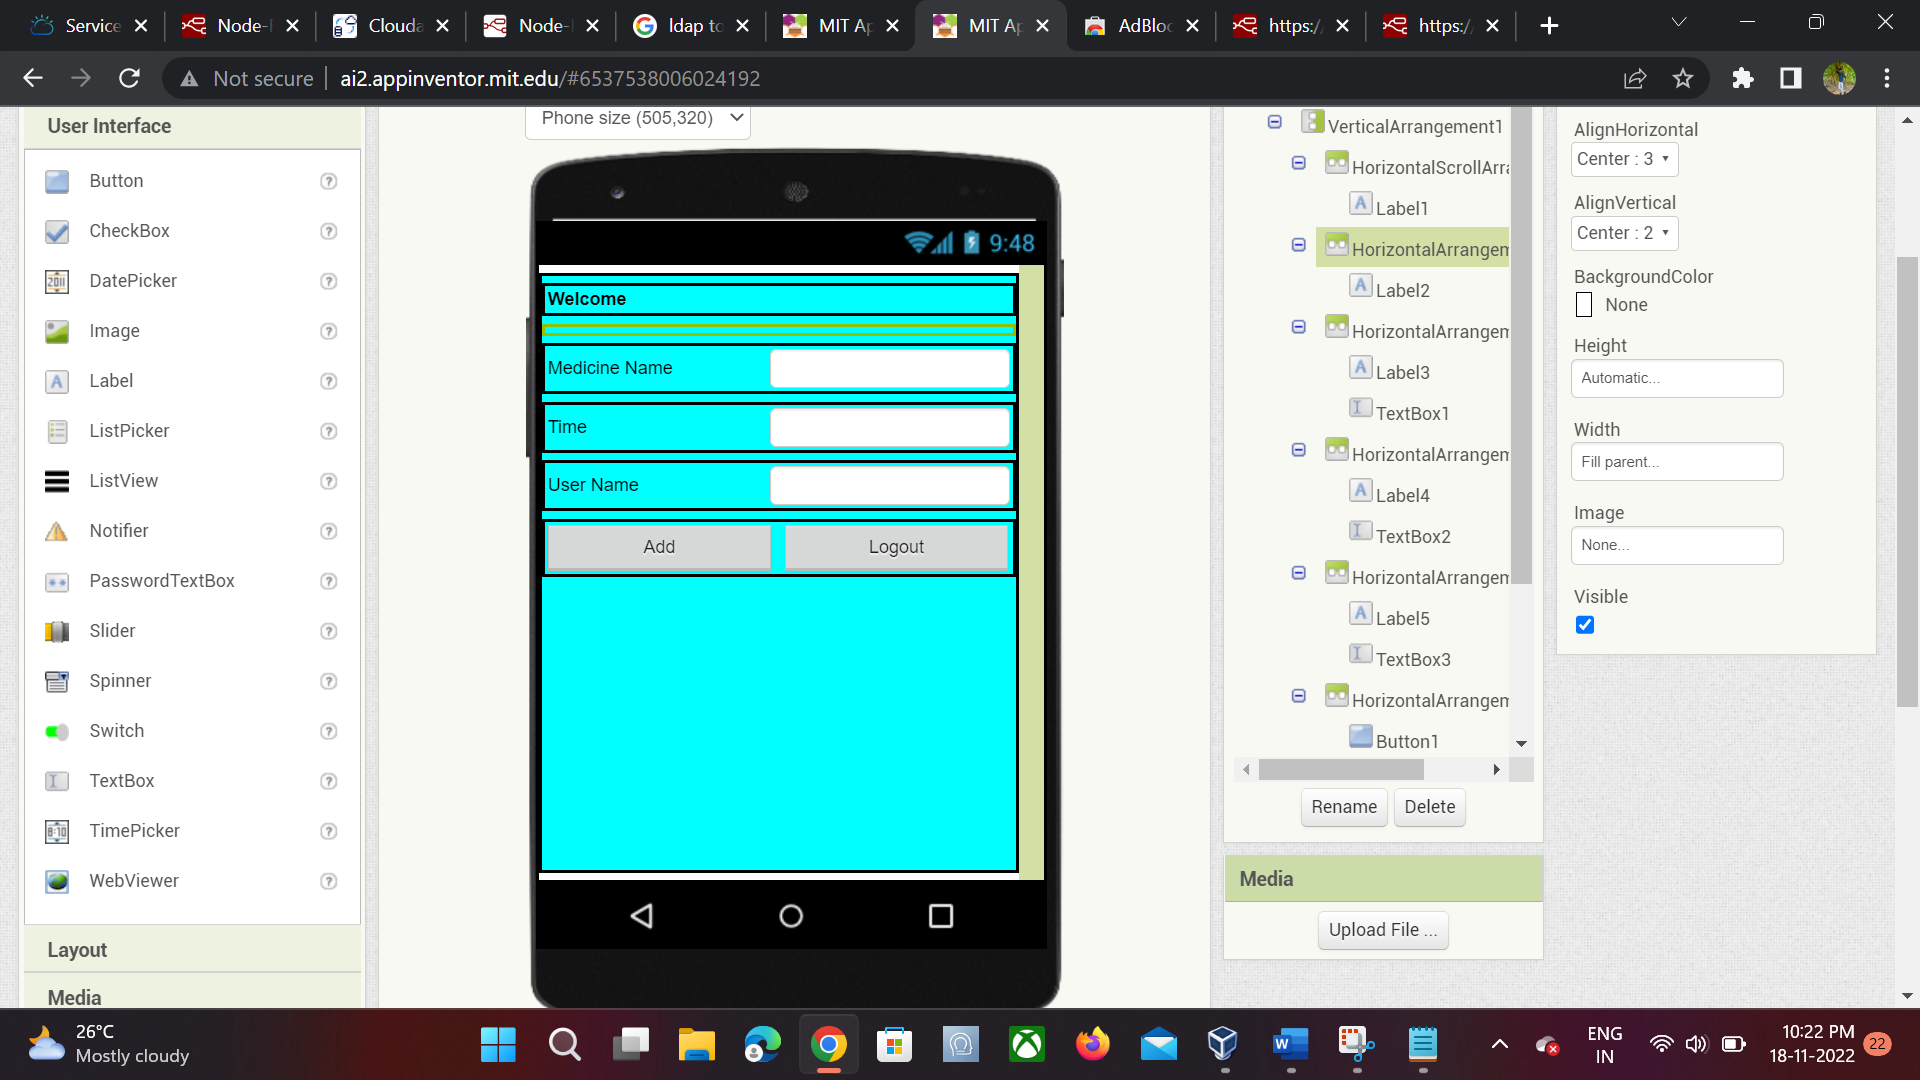 Service
Node-
Clouda
Node-
ldap to
MIT Ap
MIT Ap
AdBloc
https:/
https:/
Not secure
ai2.appinventor.mit.edu/#6537538006024192
User Interface
Button
CheckBox
DatePicker
Image
Label
ListPicker
ListView
Notifier
PasswordTextBox
Slider
Spinner
Switch
TextBox
TimePicker
WebViewer
Layout
Media
Phone size (505,320)
9:48
Welcome
Medicine Name
Time
User Name
Add
Logout
VerticalArrangement1
HorizontalScrollArra
Label1
HorizontalArrangem
Label2
HorizontalArrangem
Label3
TextBox1
HorizontalArrangem
Label4
TextBox2
HorizontalArrangem
Label5
TextBox3
HorizontalArrangem
Button1
Rename
Delete
Media
Upload File ...
AlignHorizontal
Center : 3
AlignVertical
Center : 2
BackgroundColor
None
Height
Automatic...
Width
Fill parent...
Image
None...
Visible
26°C
Mostly cloudy
ENG
IN
10:22 PM
18-11-2022
22